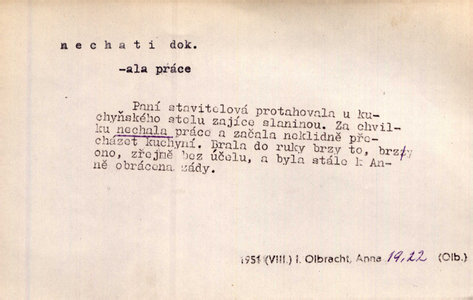 nechati dok.
-ala práce
Paní stavitelová protahovala u ku-
chyňského stolu zajíce slaninou. Za chvil-
ku nechala práce a začala neklidně pře-
cházet kuchyní. Brala do ruky brzy to, brzy
ono, zřejmě bez účelu, a byla stále k An-
ně obrácena zády.
1951 (VIII.) I. Olbracht, Anna 19,22 (Olb.)